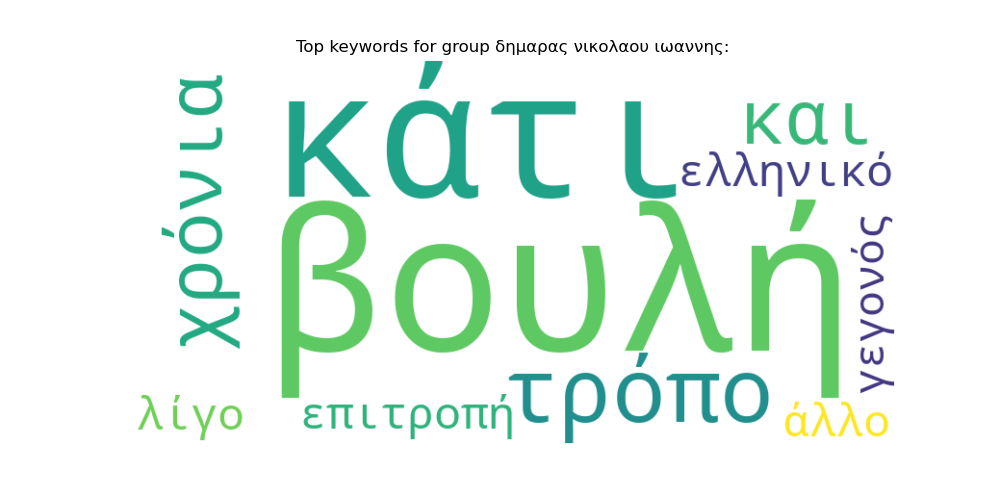 Top keywords for group δημαρας νικολαου ιωαννης:
χρόνια
κάτι
και
ελληνικό
βουλή
γεγονός
τρόπο
λίγο
επιτροπή
άλλο